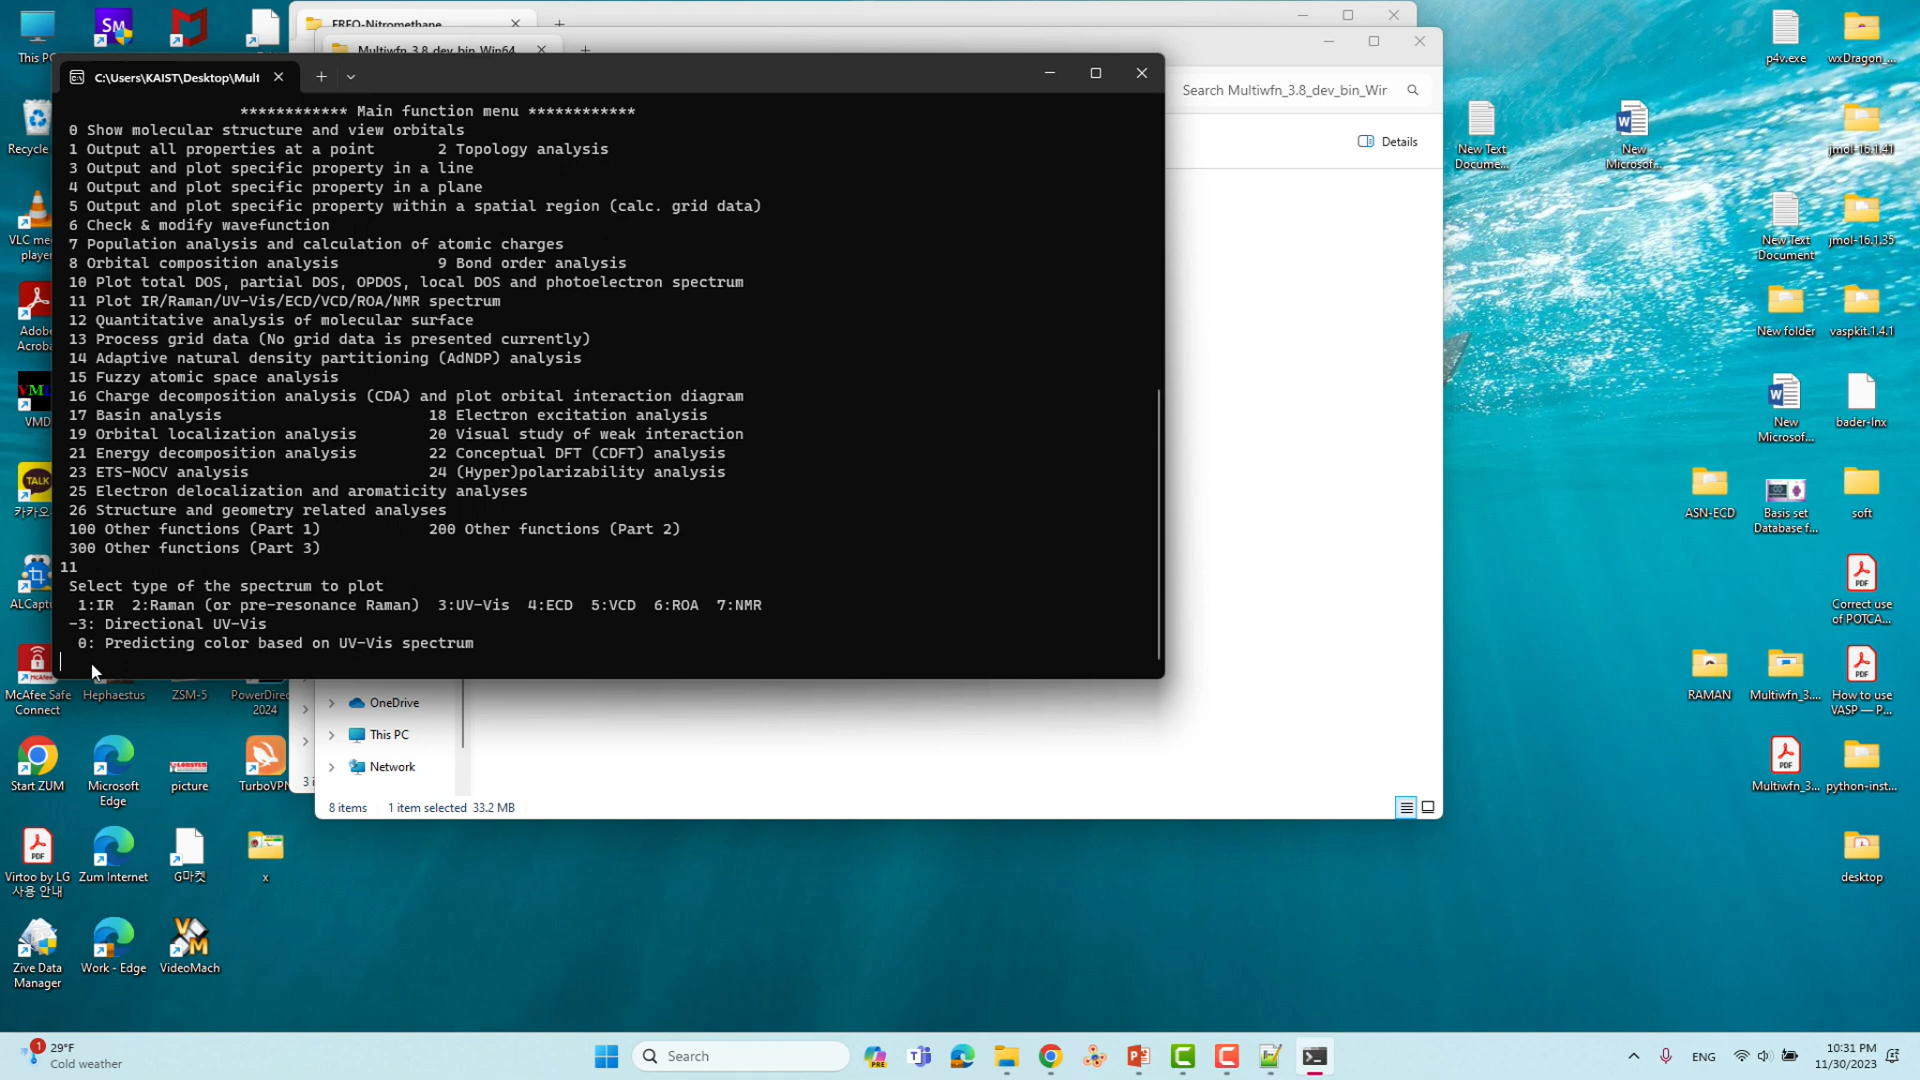 FREQ-Nitromethane
Multiwfn_3.8_dev_bin_Win64
C:\Users\KAIST\Desktop\Mult
Search Multiwfn_3.8_dev_bin_Wir
Details
************ Main function menu ************
0 Show molecular structure and view orbitals
1 Output all properties at a point 2 Topology analysis
3 Output and plot specific property in a line
4 Output and plot specific property in a plane
5 Output and plot specific property within a spatial region (calc. grid data)
6 Check & modify wavefunction
7 Population analysis and calculation of atomic charges
8 Orbital composition analysis 9 Bond order analysis
10 Plot total DOS, partial DOS, OPDOS, local DOS and photoelectron spectrum
11 Plot IR/Raman/UV-Vis/ECD/VCD/ROA/NMR spectrum
12 Quantitative analysis of molecular surface
13 Process grid data (No grid data is presented currently)
14 Adaptive natural density partitioning (AdNDP) analysis
15 Fuzzy atomic space analysis
16 Charge decomposition analysis (CDA) and plot orbital interaction diagram
17 Basin analysis 18 Electron excitation analysis
19 Orbital localization analysis 20 Visual study of weak interaction
21 Energy decomposition analysis 22 Conceptual DFT (CDFT) analysis
23 ETS-NOCV analysis 24 (Hyper)polarizability analysis
25 Electron delocalization and aromaticity analyses
26 Structure and geometry related analyses
100 Other functions (Part 1) 200 Other functions (Part 2)
300 Other functions (Part 3)
11
Select type of the spectrum to plot
1:IR 2:Raman (or pre-resonance Raman) 3:UV-Vis 4:ECD 5:VCD 6:ROA 7:NMR
-3: Directional UV-Vis
0: Predicting color based on UV-Vis spectrum
OneDrive
This PC
Network
3 i
8 items 1 item selected 33.2 MB
This PC
SM
Recycle
VLC me
player
Adob
Acroba
VML
VMD
TALK
카카오
ALCaptu
McAfee Safe
Connect
Hephaestus
ZSM-5
PowerDirec
2024
Start ZUM
Microsoft
Edge
LOBSTER
picture
TurboVPN
PDF
Virtoo by LG
사용 안내
Zum Internet
G마켓
x
Zive Data
Manager
Work - Edge
VideoMach
New Text
Docume...
New
Microsof...
p4v.exe
wxDragon_...
jmol-16.1.41
New Text
Document
jmol-16.1.35
New folder
vaspkit.1.4.1
New
Microsof...
bader-lnx
ASN-ECD
Basis set
Database f...
soft
PDF
Correct use
of POTCA...
RAMAN
Multiwfn_3....
PDF
How to use
VASP — P...
PDF
Multiwfn_3...
python-inst...
desktop
1
29°F
Cold weather
Search
PRE
ENG
10:31 PM
11/30/2023